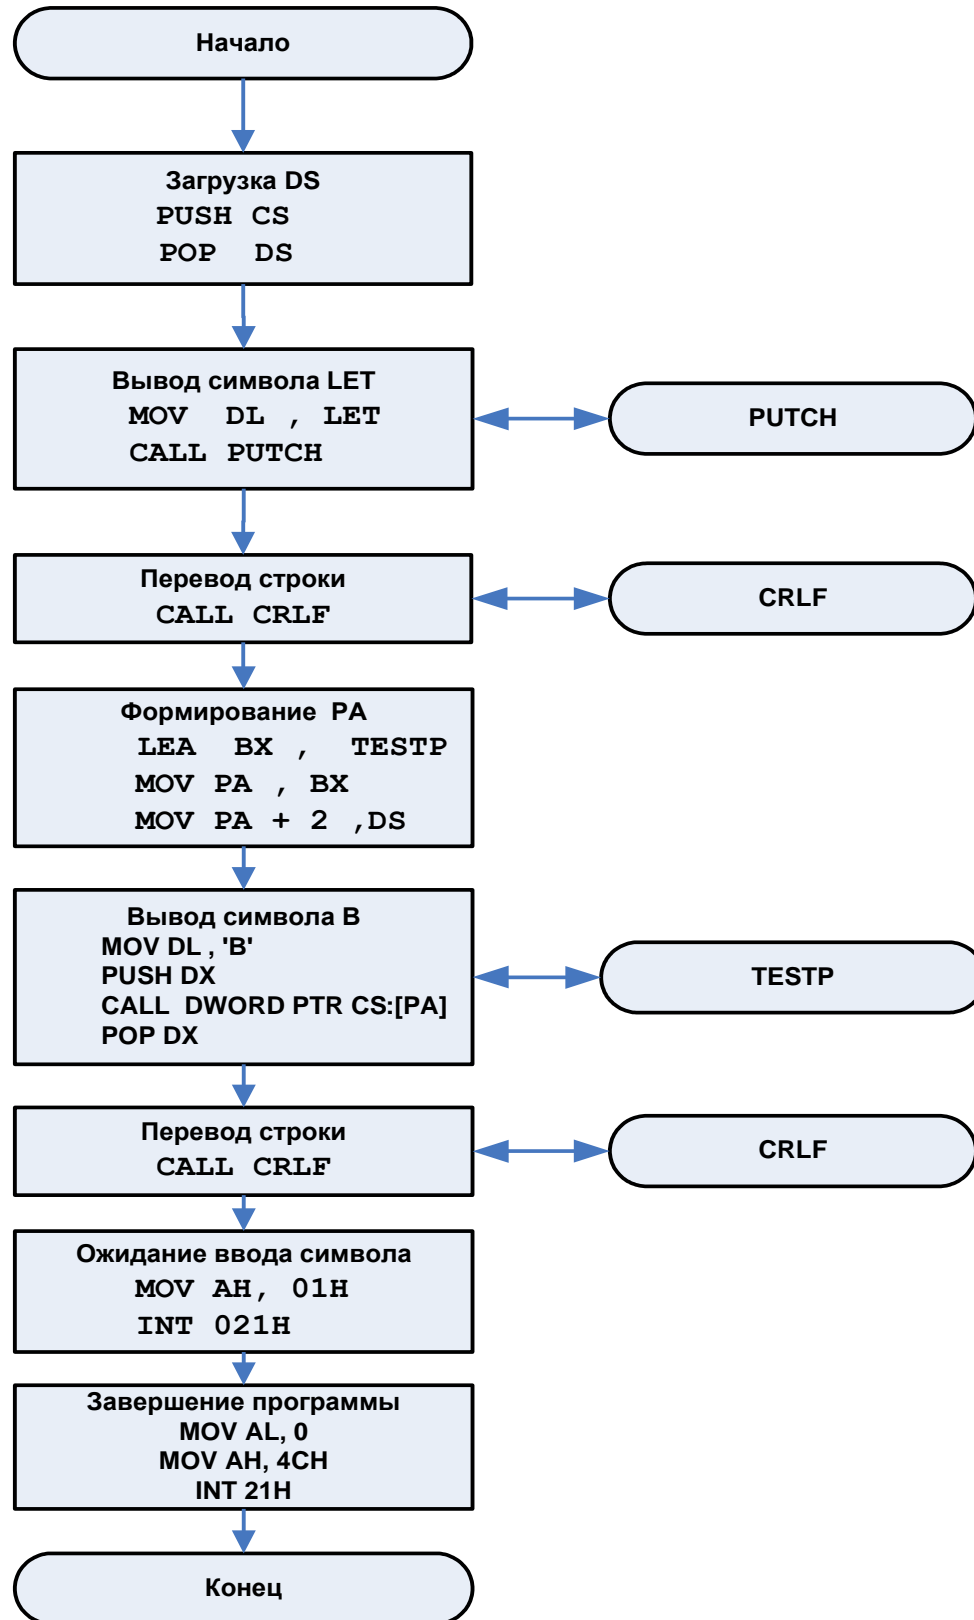 Начало
Загрузка DS
PUSH CS
POP DS
Вывод символа LET
MOV DL , LET
CALL PUTCH
PUTCH
Перевод строки
CALL CRLF
CRLF
Формирование PA
LEA BX , TESTP
MOV PA , BX
MOV PA + 2 ,DS
Вывод символа B
MOV DL , 'B'
PUSH DX
CALL DWORD PTR CS:[PA]
POP DX
TESTP
Перевод строки
CALL CRLF
CRLF
Ожидание ввода символа
MOV AH, 01H
INT 021H
Завершение программы
MOV AL, 0
MOV AH, 4CH
INT 21H
Конец